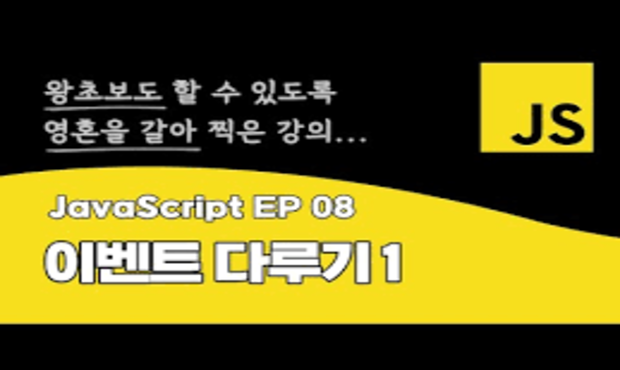 왕초보도 할 수 있도록
영혼을 갈아 찍은 강의...
JS
JavaScript EP 08
이벤트 다루기 1